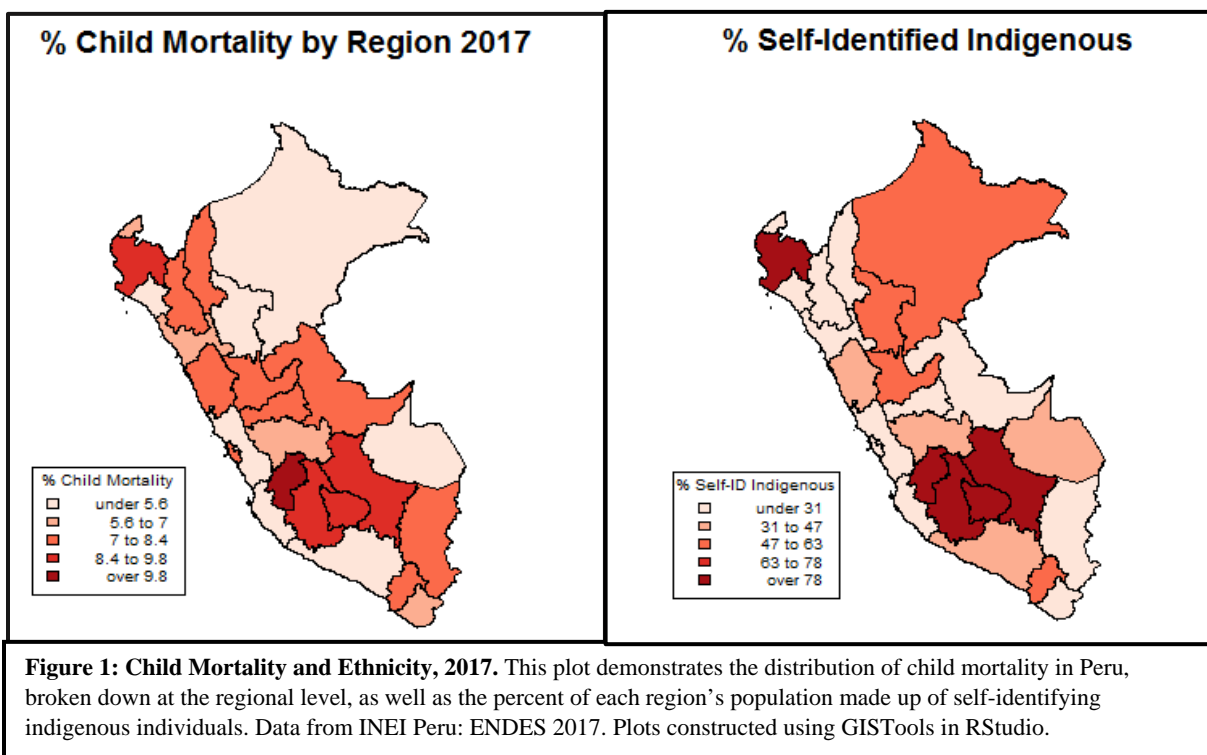 % Child Mortality by Region 2017
% Child Mortality
under 5.6
5.6 to 7
7 to 8.4
8.4 to 9.8
over 9.8
% Self-Identified Indigenous
% Self-ID Indigenous
under 31
31 to 47
47 to 63
63 to 78
over 78
Figure 1: Child Mortality and Ethnicity, 2017. This plot demonstrates the distribution of child mortality in Peru,
broken down at the regional level, as well as the percent of each region’s population made up of self-identifying
indigenous individuals. Data from INEI Peru: ENDES 2017. Plots constructed using GISTools in RStudio.